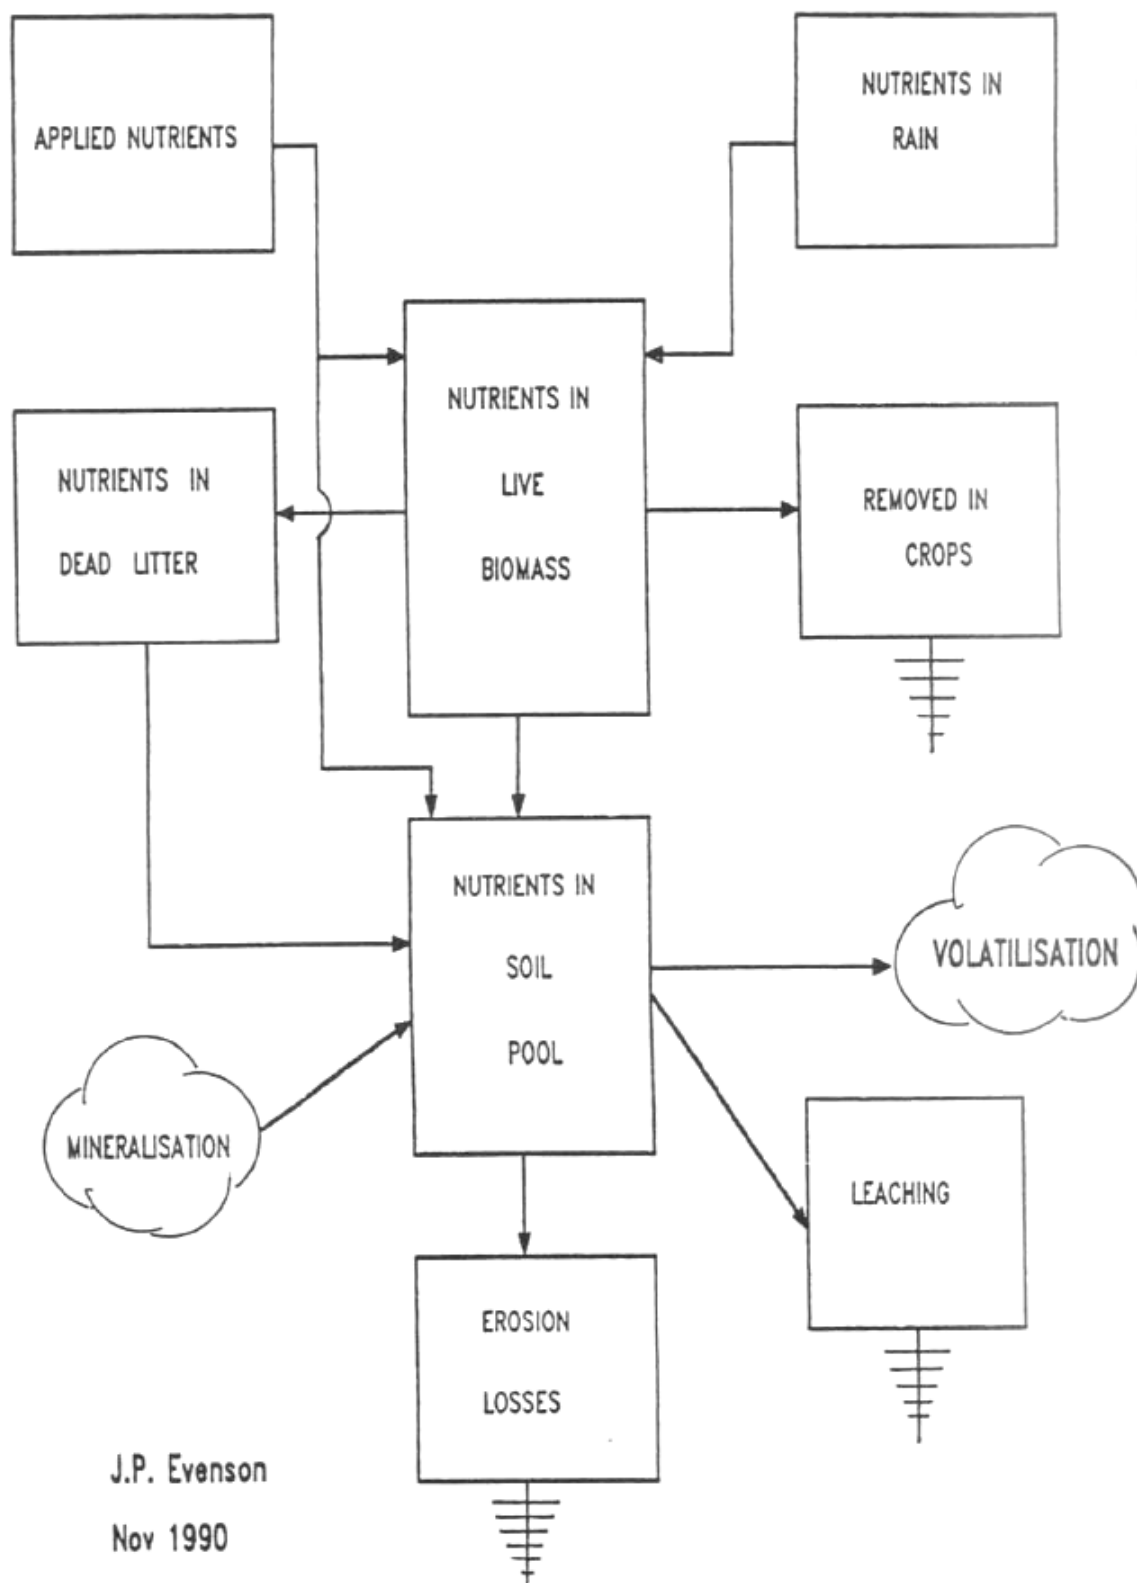 APPLIED NUTRIENTS
NUTRIENTS IN
RAIN
NUTRIENTS IN
LIVE
BIOMASS
NUTRIENTS IN
DEAD LITTER
REMOVED IN
CROPS
NUTRIENTS IN
SOIL
POOL
VOLATILISATION
MINERALISATION
LEACHING
EROSION
LOSSES
J.P. Evenson
Nov 1990